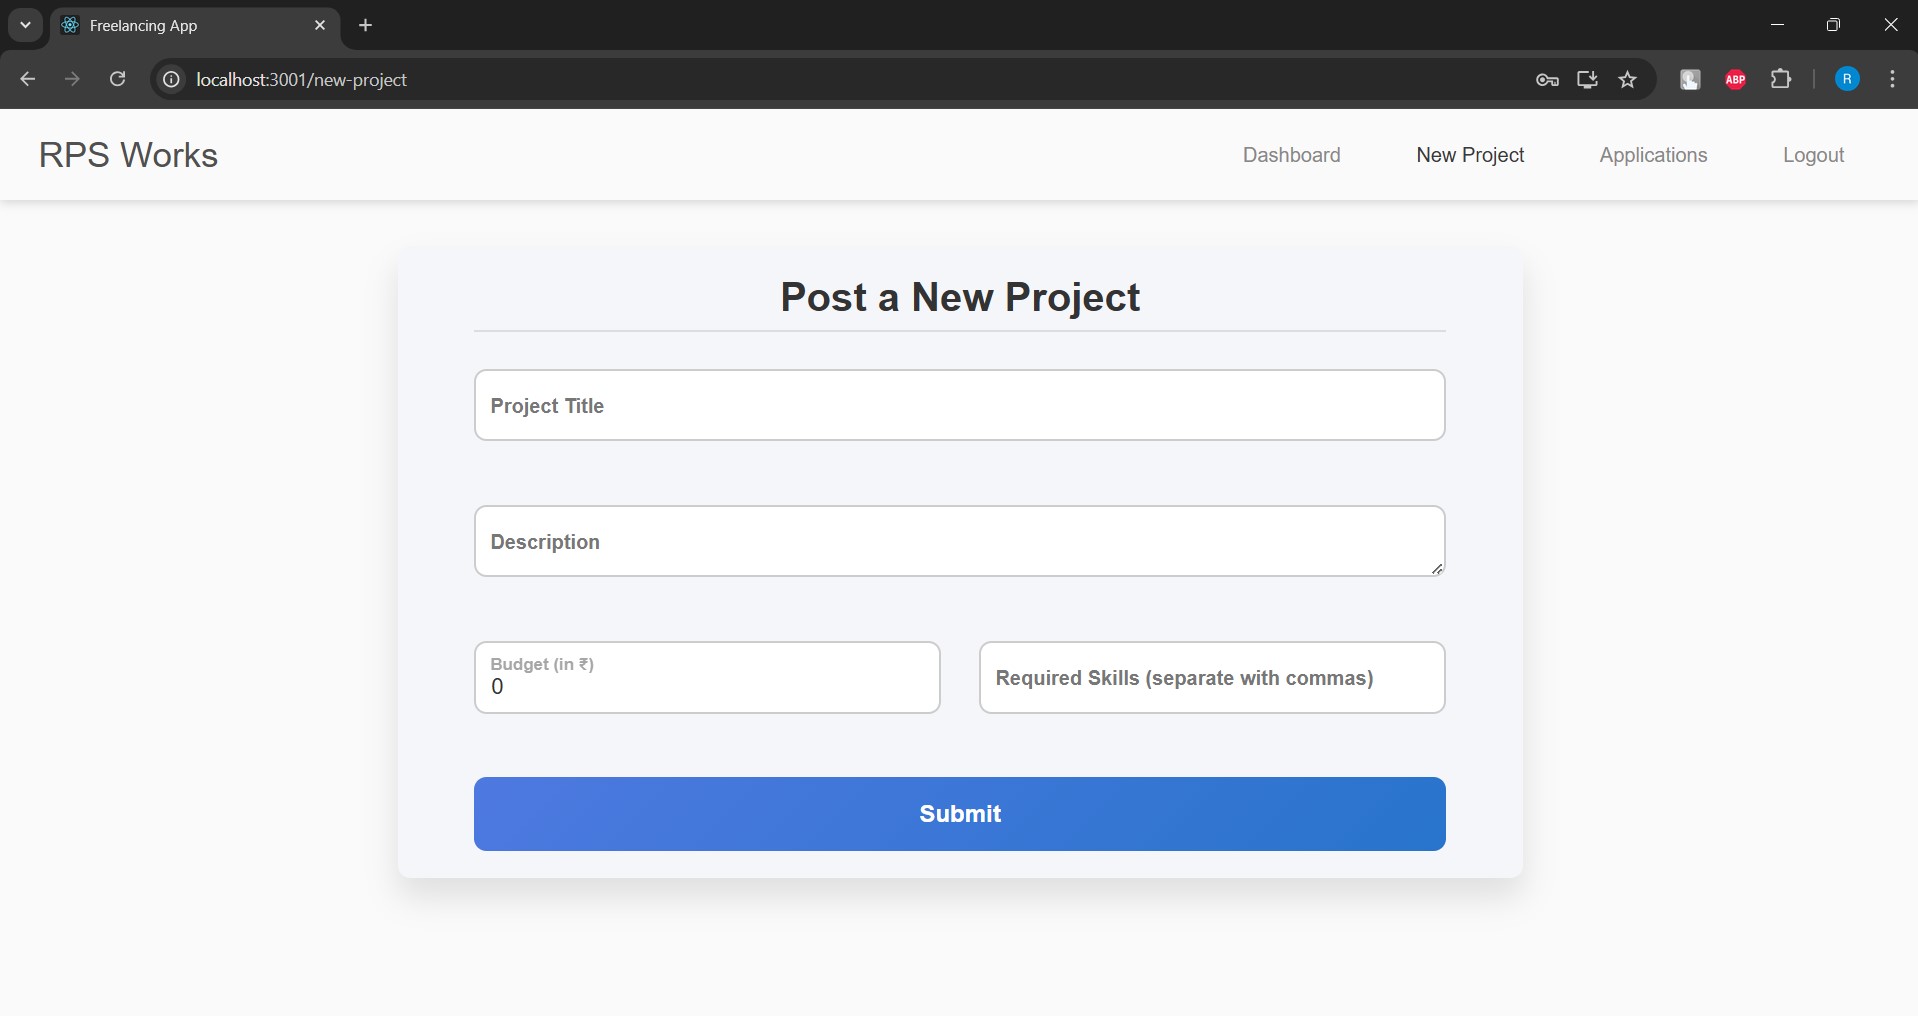 Freelancing App
localhost:3001/new-project
ABP
R
RPS Works
Dashboard
New Project
Applications
Logout
Post a New Project
Project Title
Description
Budget (in ₹)
0
Required Skills (separate with commas)
Submit